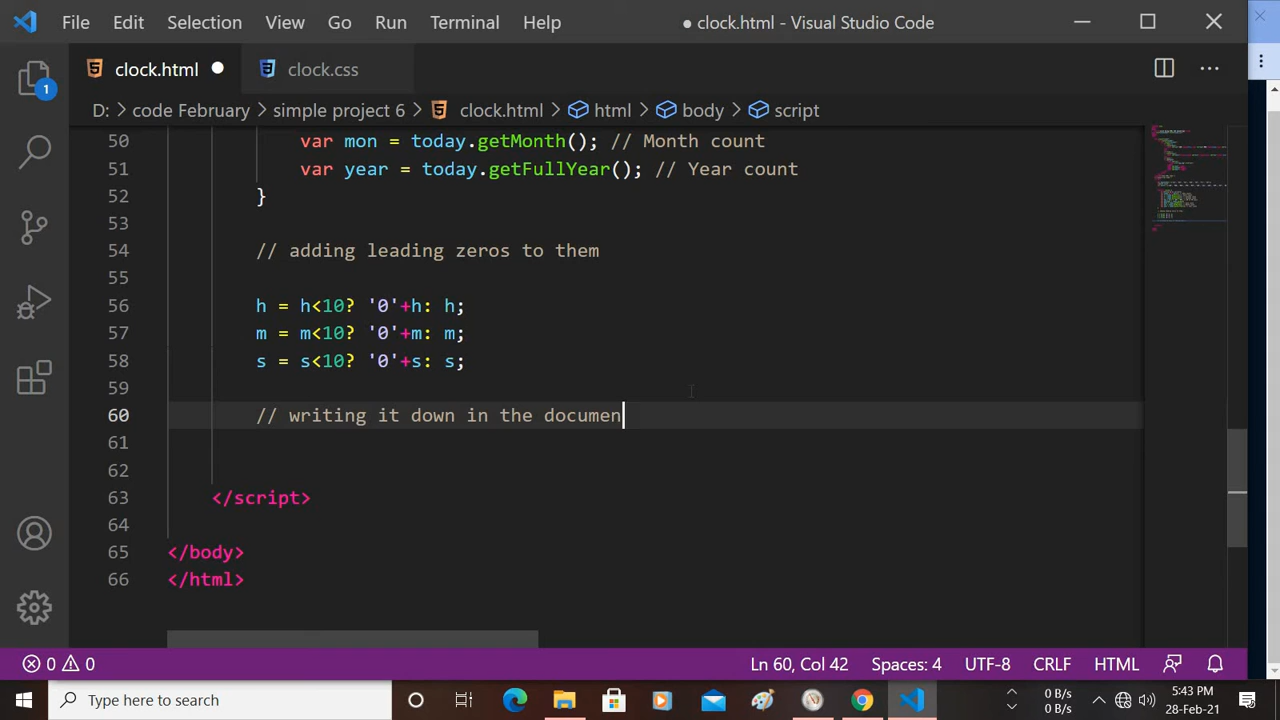 File Edit Selection View Go Run Terminal Help ● clock.html - Visual Studio Code
clock.html ● clock.css
D: > code February > simple project 6 > clock.html > html > body > script
50 var mon = today.getMonth(); // Month count
51 var year = today.getFullYear(); // Year count
52 }
53
54 // adding leading zeros to them
55
56 h = h<10? '0'+h: h;
57 m = m<10? '0'+m: m;
58 s = s<10? '0'+s: s;
59
60 // writing it down in the documen
61
62
63 </script>
64
65 </body>
66 </html>
1
0 0 Ln 60, Col 42 Spaces: 4 UTF-8 CRLF HTML
Type here to search
0 B/s
0 B/s
5:43 PM
28-Feb-21